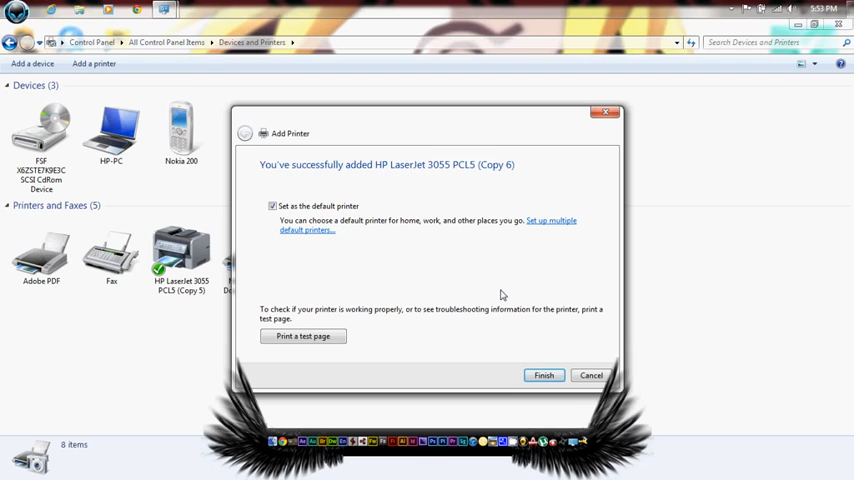 5:53 PM
Control Panel
All Control Panel Items
Devices and Printers
Search Devices and Printers
Add a device
Add a printer
Devices (3)
FSF
X6ZSTE7K9E3C
SCSI CdRom
Device
HP-PC
Nokia 200
Printers and Faxes (5)
Adobe PDF
Fax
HP LaserJet 3055
PCL5 (Copy 5)
Add Printer
You've successfully added HP LaserJet 3055 PCL5 (Copy 6)
Set as the default printer
You can choose a default printer for home, work, and other places you go. Set up multiple
default printers...
To check if your printer is working properly, or to see troubleshooting information for the printer, print a
test page.
Print a test page
Finish
Cancel
8 items